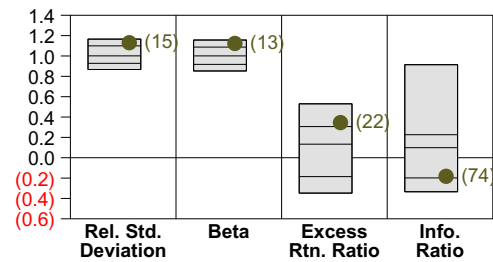 1.4
1.2
1.0
0.8
0.6
0.4
0.2
0.0
(0.2)
(0.4)
(0.6)
(15)
(13)
(22)
(74)
Rel. Std.
Deviation
Beta
Excess
Rtn. Ratio
Info.
Ratio